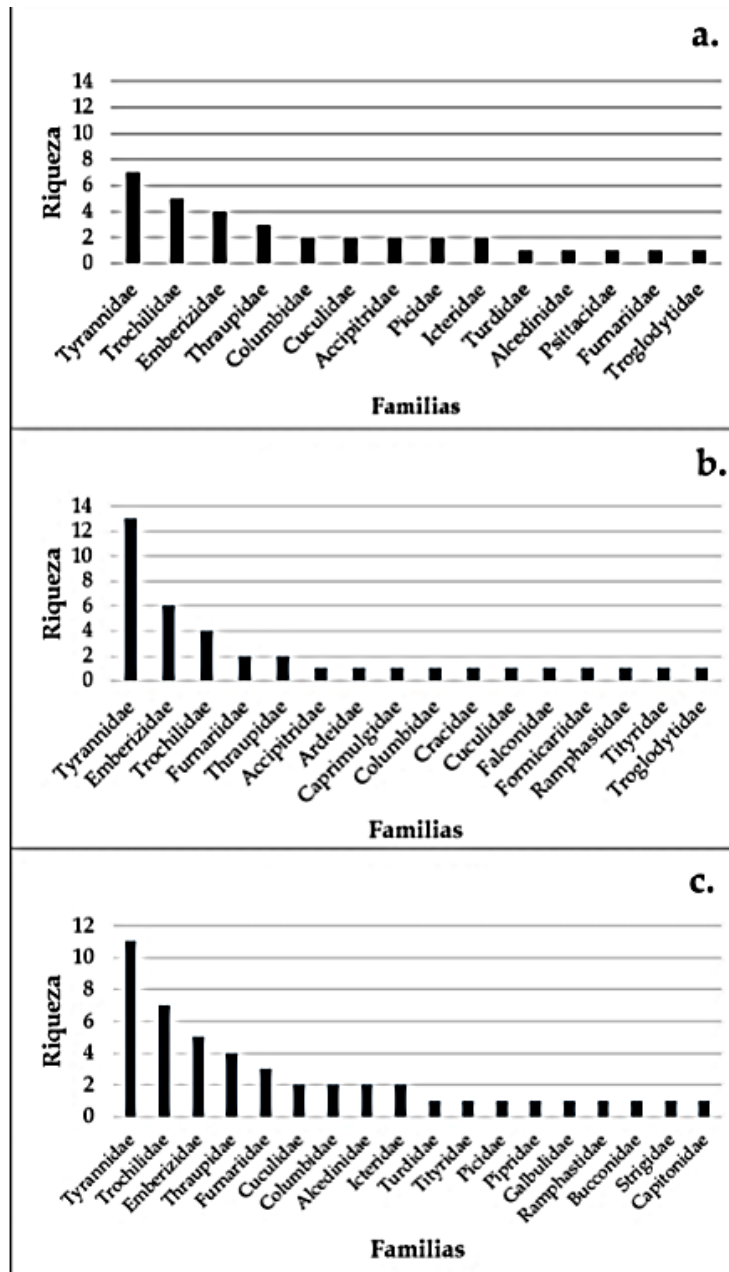 a.
Riqueza
14
12
10
8
6
4
2
0
Tyrannidae
Trochilidae
Emberizidae
Thraupidae
Columbidae
Cuculidae
Accipitridae
Picidae
Icteridae
Turdidae
Alcedinidae
Psittacidae
Furnariidae
Troglodytidae
Familias
b.
Riqueza
14
12
10
8
6
4
2
0
Tyrannidae
Emberizidae
Trochilidae
Furnariidae
Thraupidae
Accipitridae
Ardeidae
Caprimulgidae
Columbidae
Cracidae
Cuculidae
Falconidae
Formicariidae
Ramphastidae
Tityridae
Troglodytidae
Familias
c.
Riqueza
12
10
8
6
4
2
0
Tyrannidae
Trochilidae
Emberizidae
Thraupidae
Furnariidae
Cuculidae
Columbidae
Alcedinidae
Icteridae
Turdidae
Tityridae
Picidae
Pipridae
Galbulidae
Ramphastidae
Bucconidae
Strigidae
Capitonidae
Familias